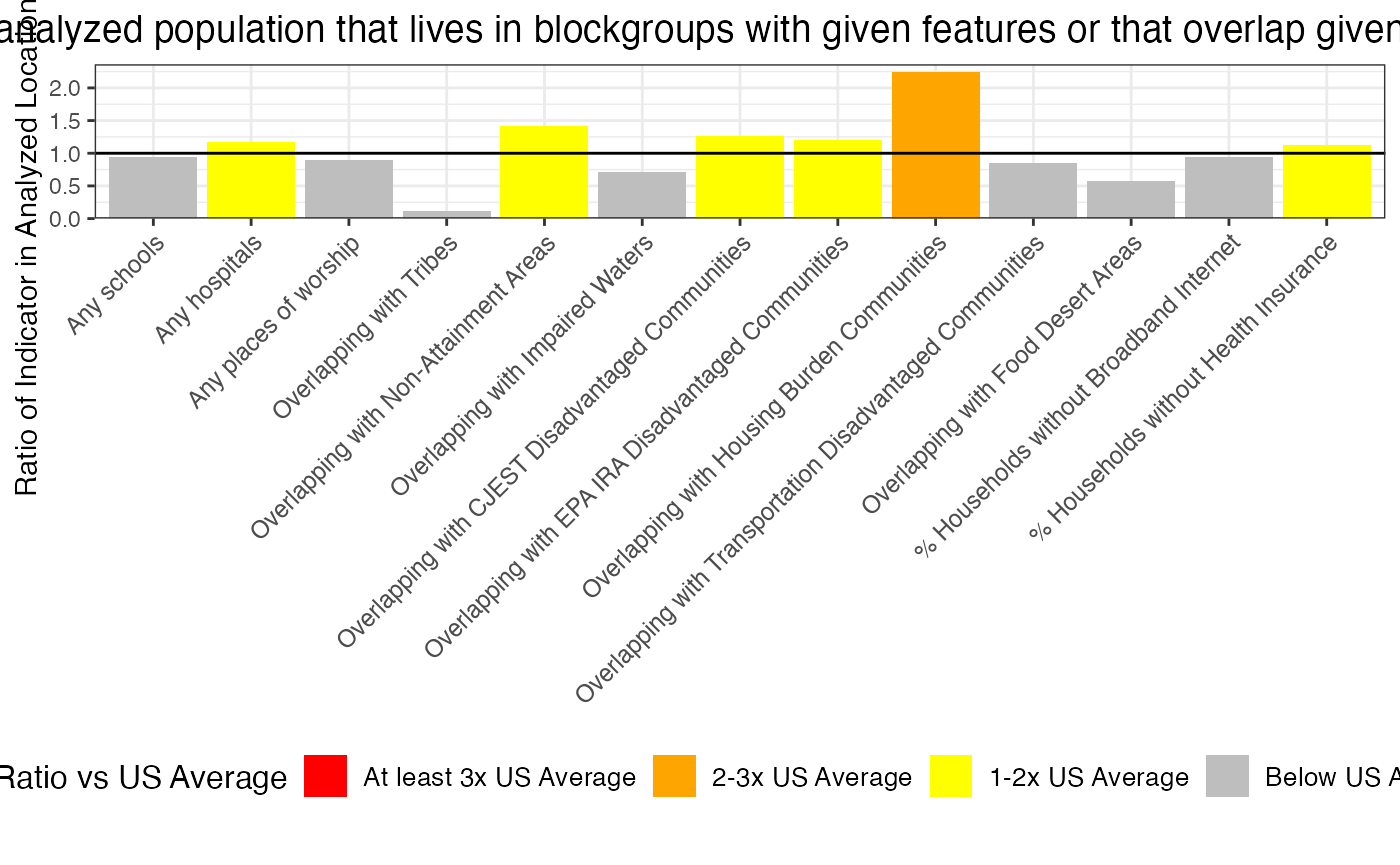 analyzed population that lives in blockgroups with given features or that overlap given
Ratio of Indicator in Analyzed Location
2.0
1.5
1.0
0.5
0.0
Any schools
Any hospitals
Any places of worship
Overlapping with Tribes
Overlapping with Non-Attainment Areas
Overlapping with Impaired Waters
Overlapping with CJEST Disadvantaged Communities
Overlapping with EPA IRA Disadvantaged Communities
Overlapping with Housing Burden Communities
Overlapping with Transportation Disadvantaged Communities
Overlapping with Food Desert Areas
% Households without Broadband Internet
% Households without Health Insurance
Ratio vs US Average
At least 3x US Average
2-3x US Average
1-2x US Average
Below US A